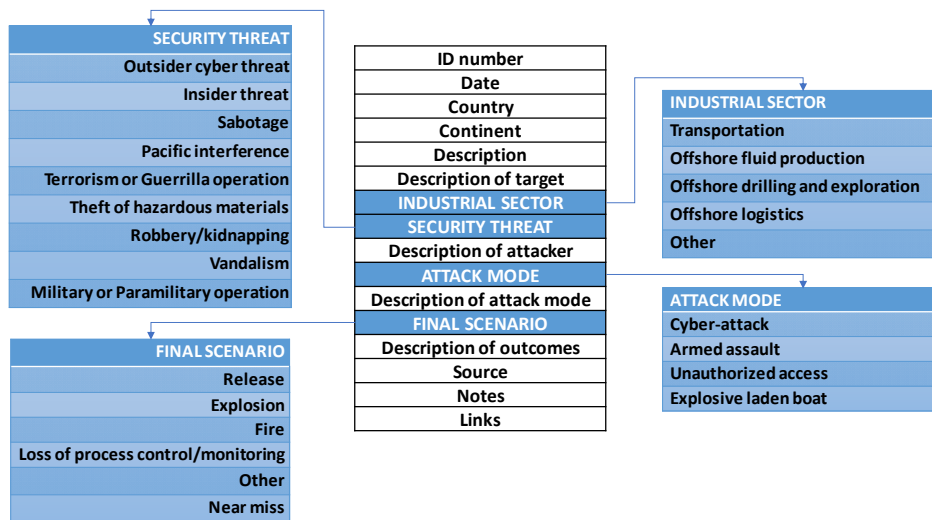 SECURITY THREAT
Outsider cyber threat
Insider threat
Sabotage
Pacific interference
Terrorism or Guerrilla operation
Theft of hazardous materials
Robbery/kidnapping
Vandalism
Military or Paramilitary operation
FINAL SCENARIO
Release
Explosion
Fire
Loss of process control/monitoring
Other
Near miss
ID number
Date
Country
Continent
Description
Description of target
INDUSTRIAL SECTOR
SECURITY THREAT
Description of attacker
ATTACK MODE
Description of attack mode
FINAL SCENARIO
Description of outcomes
Source
Notes
Links
INDUSTRIAL SECTOR
Transportation
Offshore fluid production
Offshore drilling and exploration
Offshore logistics
Other
ATTACK MODE
Cyber-attack
Armed assault
Unauthorized access
Explosive laden boat